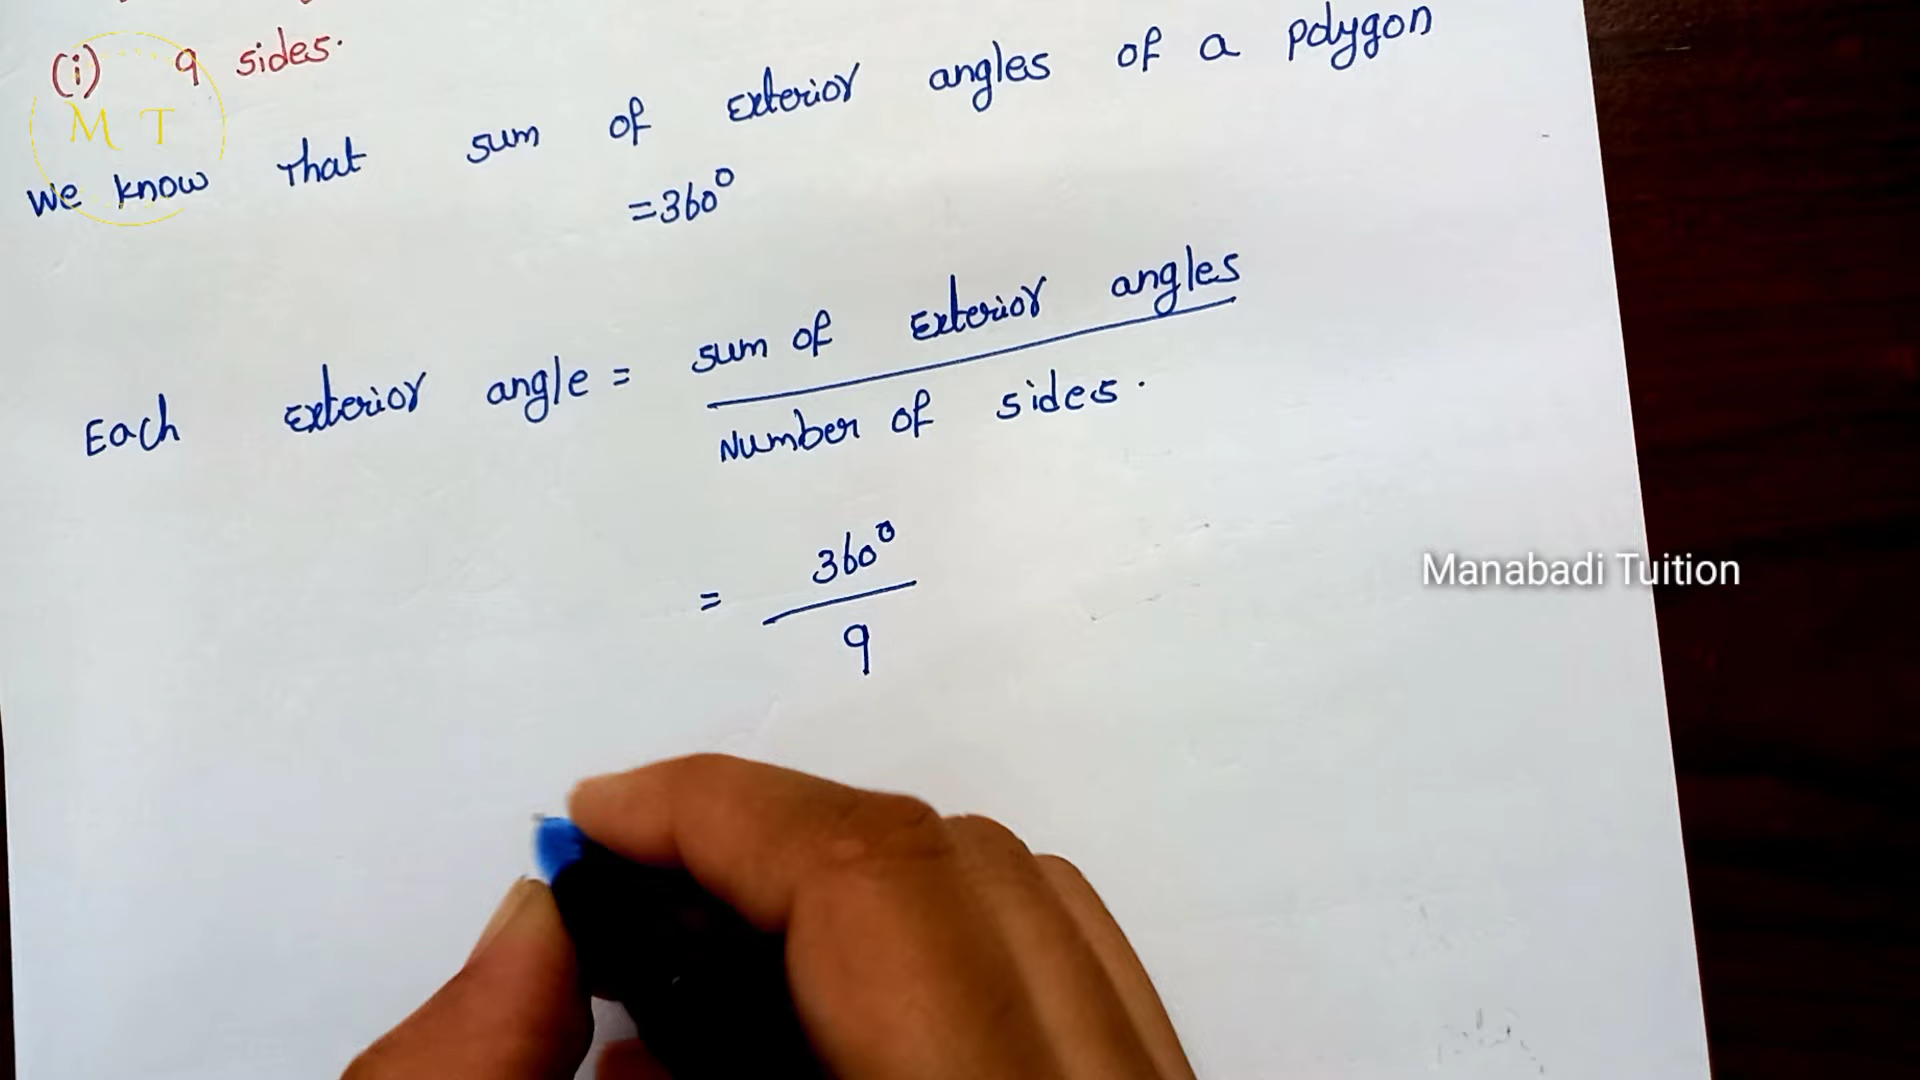 (i) 9 sides.
M T
we know that sum of exterior angles of a polygon
=360°
Each exterior angle = sum of exterior angles
Number of sides.
= 360°
9
Manabadi Tuition